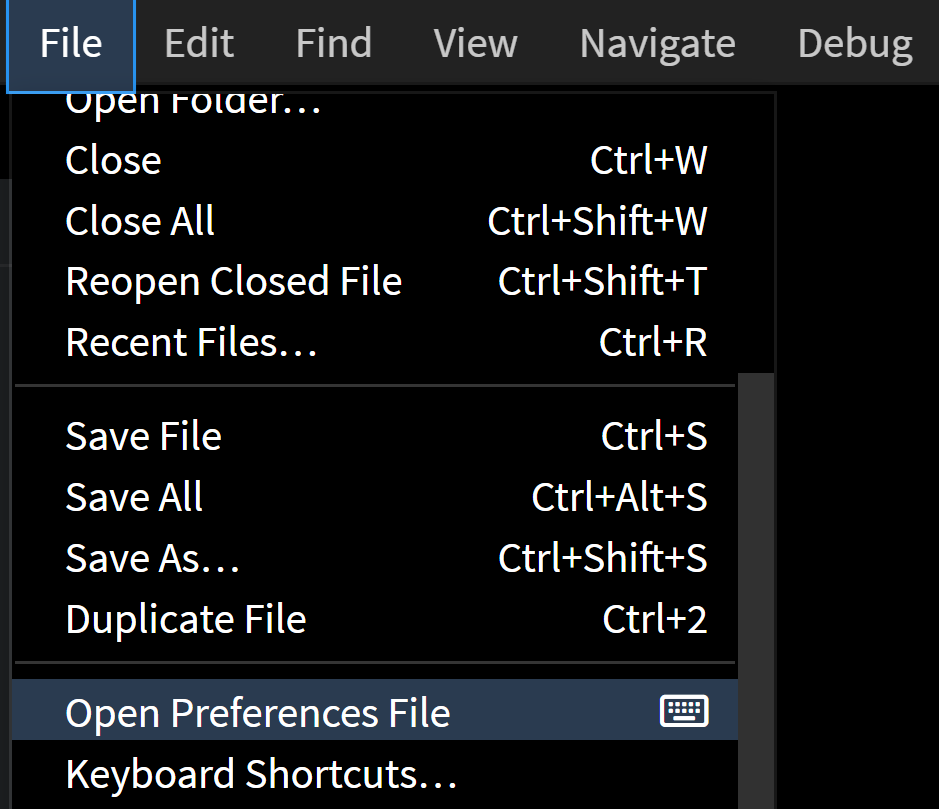 File Edit Find View Navigate Debug
Open Folder…
Close Ctrl+W
Close All Ctrl+Shift+W
Reopen Closed File Ctrl+Shift+T
Recent Files… Ctrl+R
Save File Ctrl+S
Save All Ctrl+Alt+S
Save As… Ctrl+Shift+S
Duplicate File Ctrl+2
Open Preferences File
Keyboard Shortcuts…